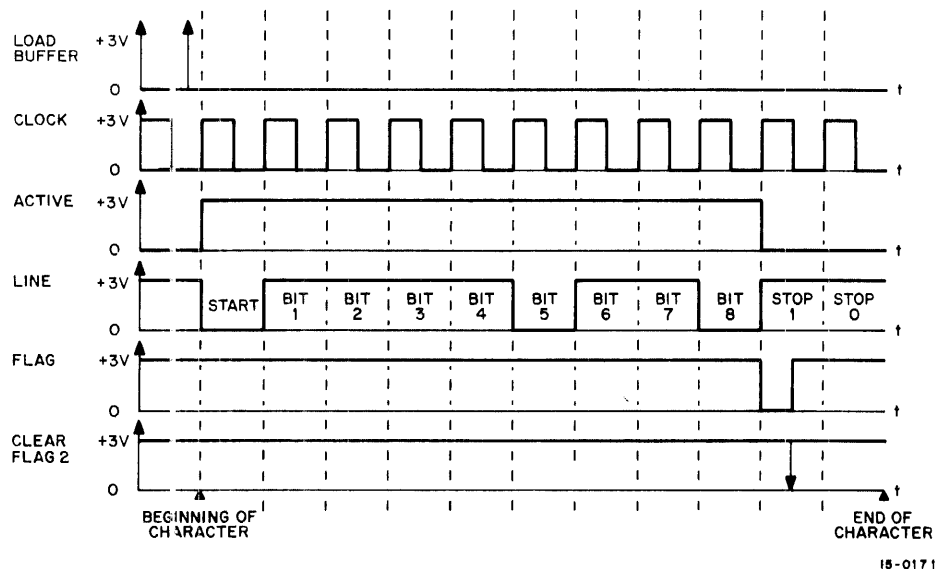 LOAD BUFFER +3V 0 t
CLOCK +3V 0 t
ACTIVE +3V 0 t
LINE +3V 0 START BIT 1 BIT 2 BIT 3 BIT 4 BIT 5 BIT 6 BIT 7 BIT 8 STOP 1 STOP 0 t
FLAG +3V 0 t
CLEAR FLAG 2 +3V 0 t
BEGINNING OF CHARACTER
END OF CHARACTER
15-0171